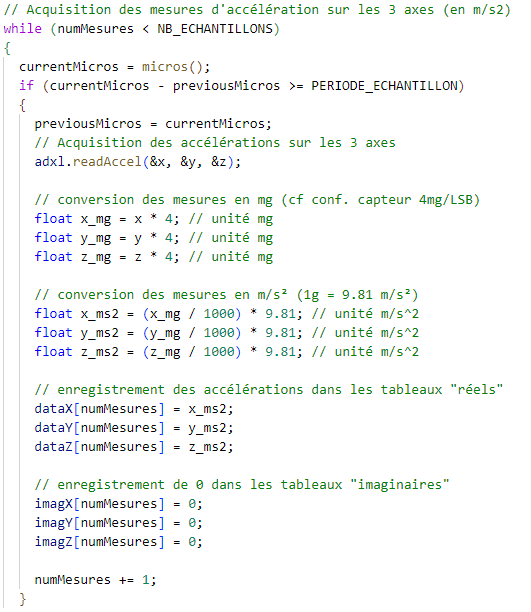 // Acquisition des mesures d'accélération sur les 3 axes (en m/s2)
while (numMesures < NB_ECHANTILLONS)
{
  currentMicros = micros();
  if (currentMicros - previousMicros >= PERIODE_ECHANTILLON)
  {
    previousMicros = currentMicros;
    // Acquisition des accélérations sur les 3 axes
    adxl.readAccel(&x, &y, &z);

    // conversion des mesures en mg (cf conf. capteur 4mg/LSB)
    float x_mg = x * 4; // unité mg
    float y_mg = y * 4; // unité mg
    float z_mg = z * 4; // unité mg

    // conversion des mesures en m/s² (1g = 9.81 m/s²)
    float x_ms2 = (x_mg / 1000) * 9.81; // unité m/s^2
    float y_ms2 = (y_mg / 1000) * 9.81; // unité m/s^2
    float z_ms2 = (z_mg / 1000) * 9.81; // unité m/s^2

    // enregistrement des accélérations dans les tableaux "réels"
    dataX[numMesures] = x_ms2;
    dataY[numMesures] = y_ms2;
    dataZ[numMesures] = z_ms2;

    // enregistrement de 0 dans les tableaux "imaginaires"
    imagX[numMesures] = 0;
    imagY[numMesures] = 0;
    imagZ[numMesures] = 0;

    numMesures += 1;
  }